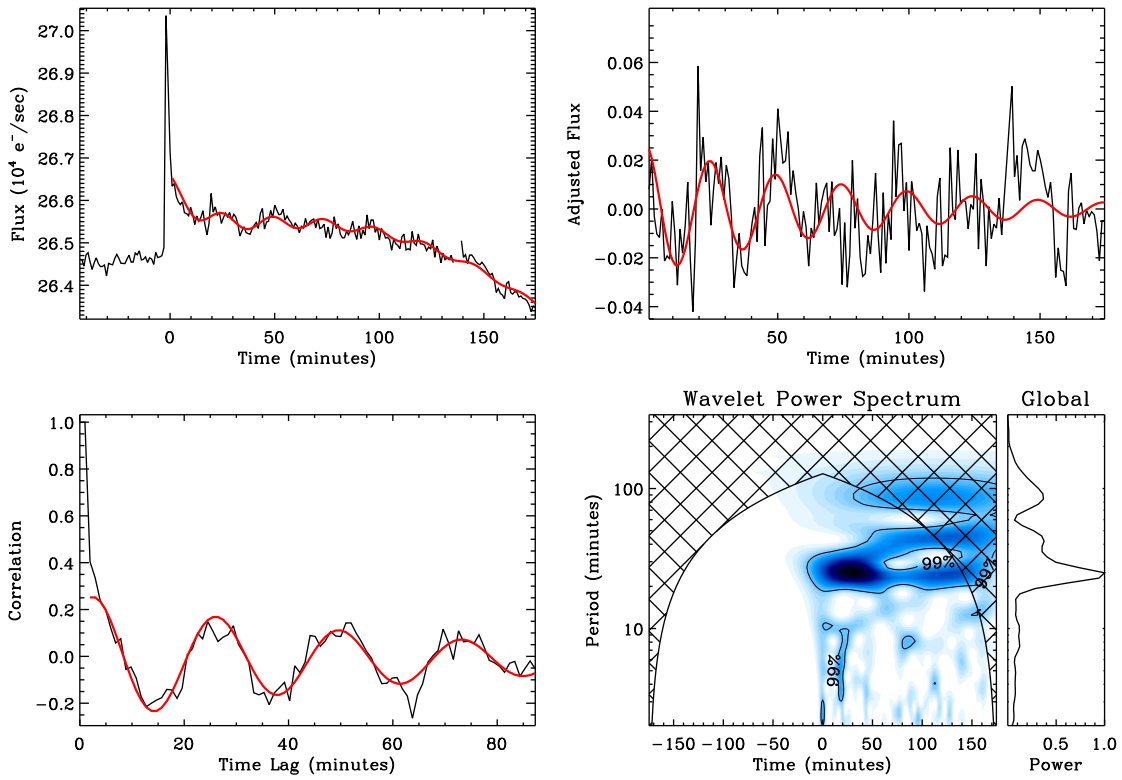 27.0
26.9
26.8
26.7
26.6
26.5
26.4
Flux (10⁴ e⁻/sec)
0 50 100 150
Time (minutes)
0.06
0.04
0.02
0.00
−0.02
−0.04
Adjusted Flux
50 100 150
Time (minutes)
1.0
0.8
0.6
0.4
0.2
0.0
−0.2
Correlation
0 20 40 60 80
Time Lag (minutes)
Wavelet Power Spectrum
Global
100
10
Period (minutes)
99%
99%
99%
−150 −100 −50 0 50 100 150
Time (minutes)
0.5 1.0
Power